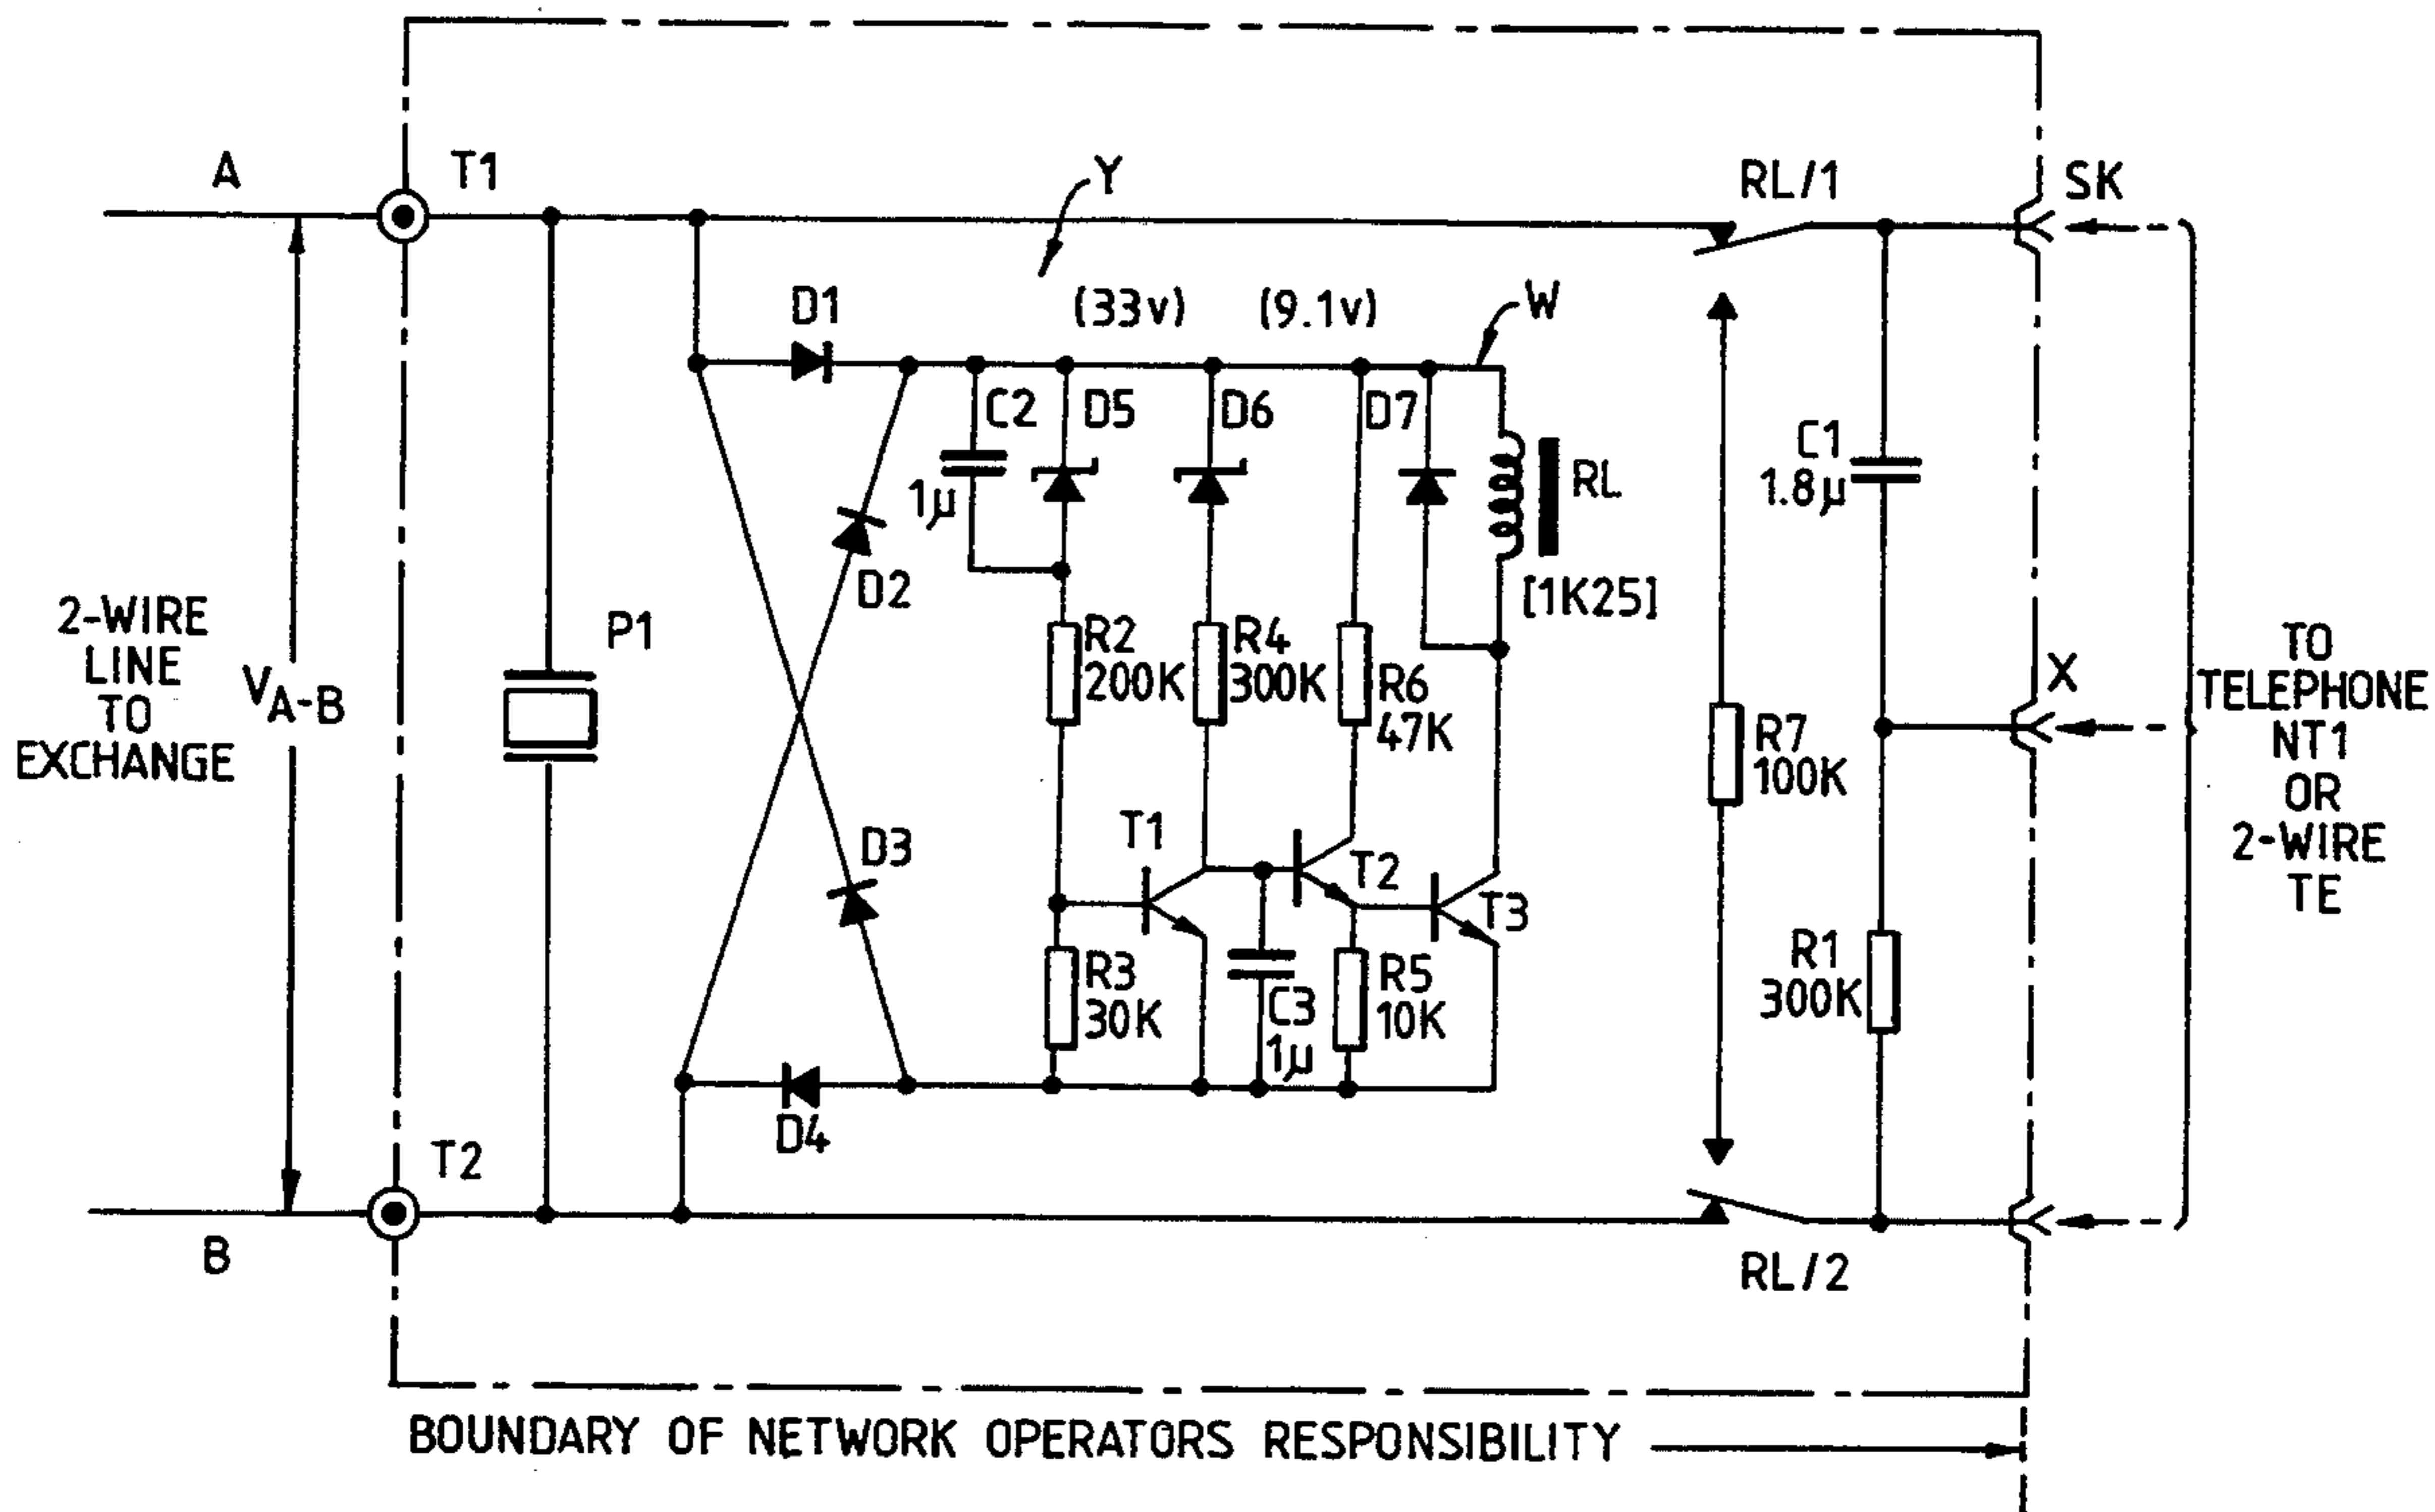 A
T1
Y
RL/1
SK
D1
(33v)
(9.1v)
W
C2
1µ
D5
D6
D7
RL
[1K25]
C1
1.8µ
D2
2-WIRE
LINE
TO
EXCHANGE
VA-B
P1
R2
200K
R4
300K
R6
47K
X
R7
100K
TO
TELEPHONE
NT1
OR
2-WIRE
TE
D3
T1
T2
T3
R3
30K
C3
1µ
R5
10K
R1
300K
D4
T2
B
RL/2
BOUNDARY OF NETWORK OPERATORS RESPONSIBILITY